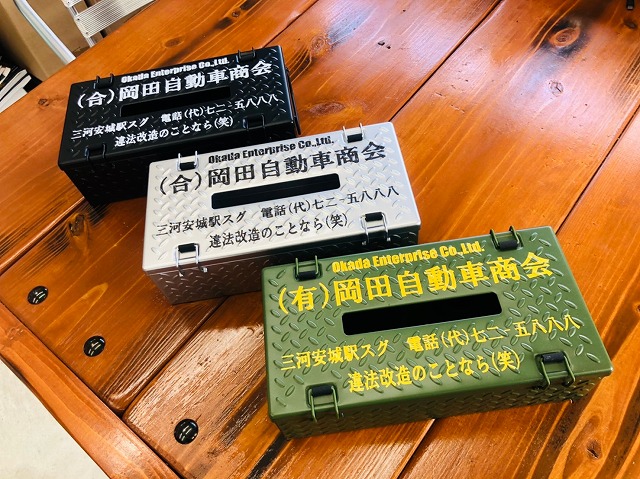 Okada Enterprise Co.,Ltd.
(合)岡田自動車商会
三河安城駅スグ 電話(代)七二-五八八八
違法改造のことなら(笑)
Okada Enterprise Co.,Ltd.
(合)岡田自動車商会
三河安城駅スグ 電話(代)七二-五八八八
違法改造のことなら(笑)
Okada Enterprise Co.,Ltd.
(有)岡田自動車商会
三河安城駅スグ 電話(代)七二-五八八八
違法改造のことなら(笑)